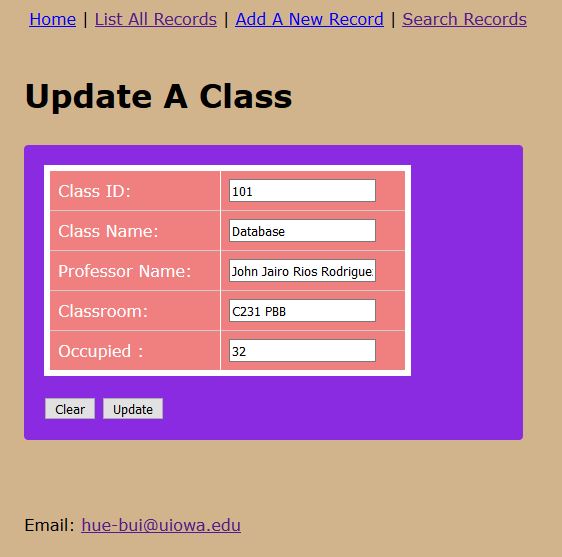 Home | List All Records | Add A New Record | Search Records
Update A Class
Class ID: 101
Class Name: Database
Professor Name: John Jairo Rios Rodrigue
Classroom: C231 PBB
Occupied : 32
Clear Update
Email: hue-bui@uiowa.edu